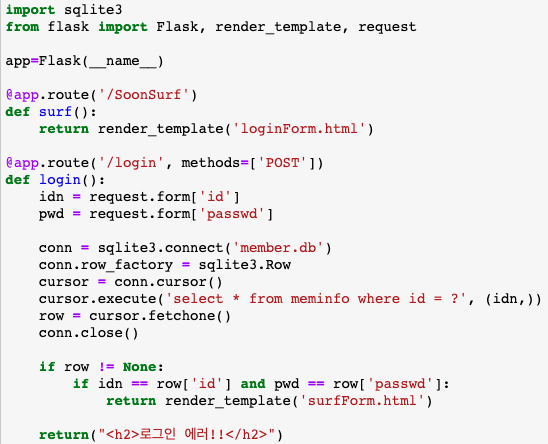 import sqlite3
from flask import Flask, render_template, request

app=Flask(__name__)

@app.route('/SoonSurf')
def surf():
    return render_template('loginForm.html')

@app.route('/login', methods=['POST'])
def login():
    idn = request.form['id']
    pwd = request.form['passwd']

    conn = sqlite3.connect('member.db')
    conn.row_factory = sqlite3.Row
    cursor = conn.cursor()
    cursor.execute('select * from meminfo where id = ?', (idn,))
    row = cursor.fetchone()
    conn.close()

    if row != None:
        if idn == row['id'] and pwd == row['passwd']:
            return render_template('surfForm.html')

    return("<h2>로그인 에러!!</h2>")